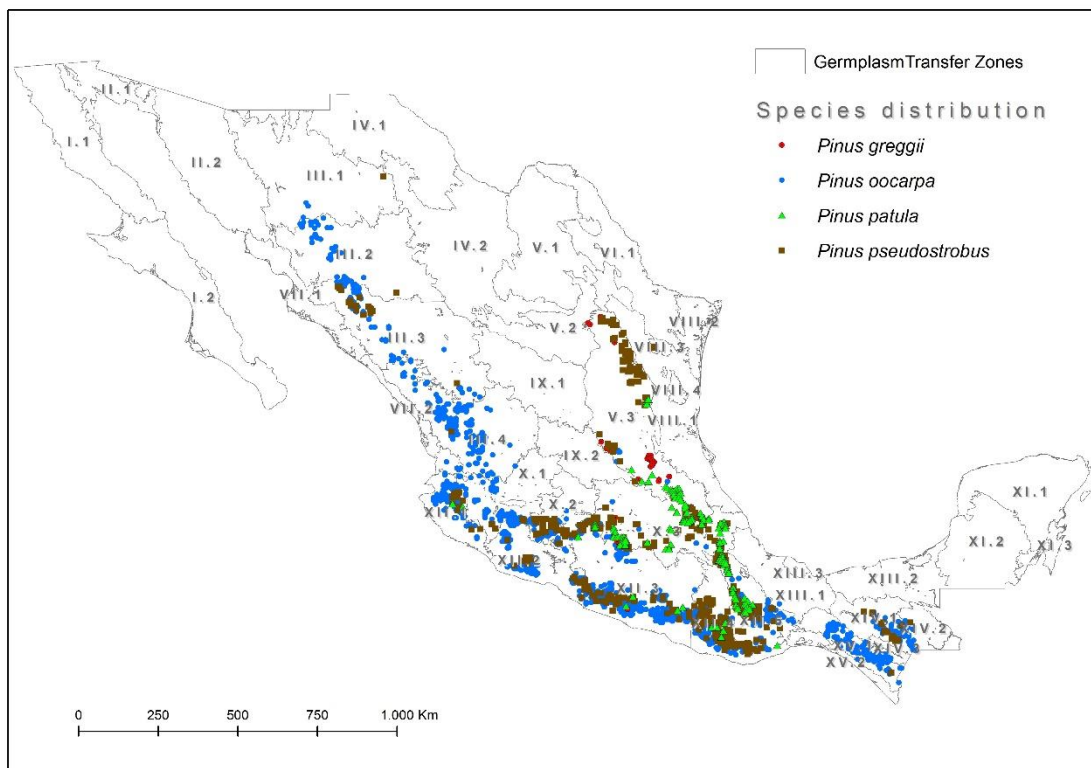 GermplasmTransfer Zones
Species distribution
Pinus greggii
Pinus oocarpa
Pinus patula
Pinus pseudostrobus
II.1
I.1
IV.1
II.2
III.1
IV.2
V.1
VI.1
III.2
I.2
VII.1
V.2
VIII.2
III.3
VIII.3
IX.1
VIII.4
VII.2
V.3
VIII.1
III.4
IX.2
X.1
XI.1
X.2
XI.2
XI.3
X.3
XII.2
XIII.3
XIII.2
XII.3
XIII.1
XV.2
0
250
500
750
1.000 Km